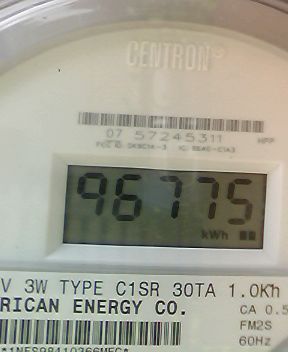 CENTRON®
07 57245311
96775
kWh
V 3W TYPE C1SR 30TA 1.0Kh
RICAN ENERGY CO.
CA 0.5
FM2S
60Hz